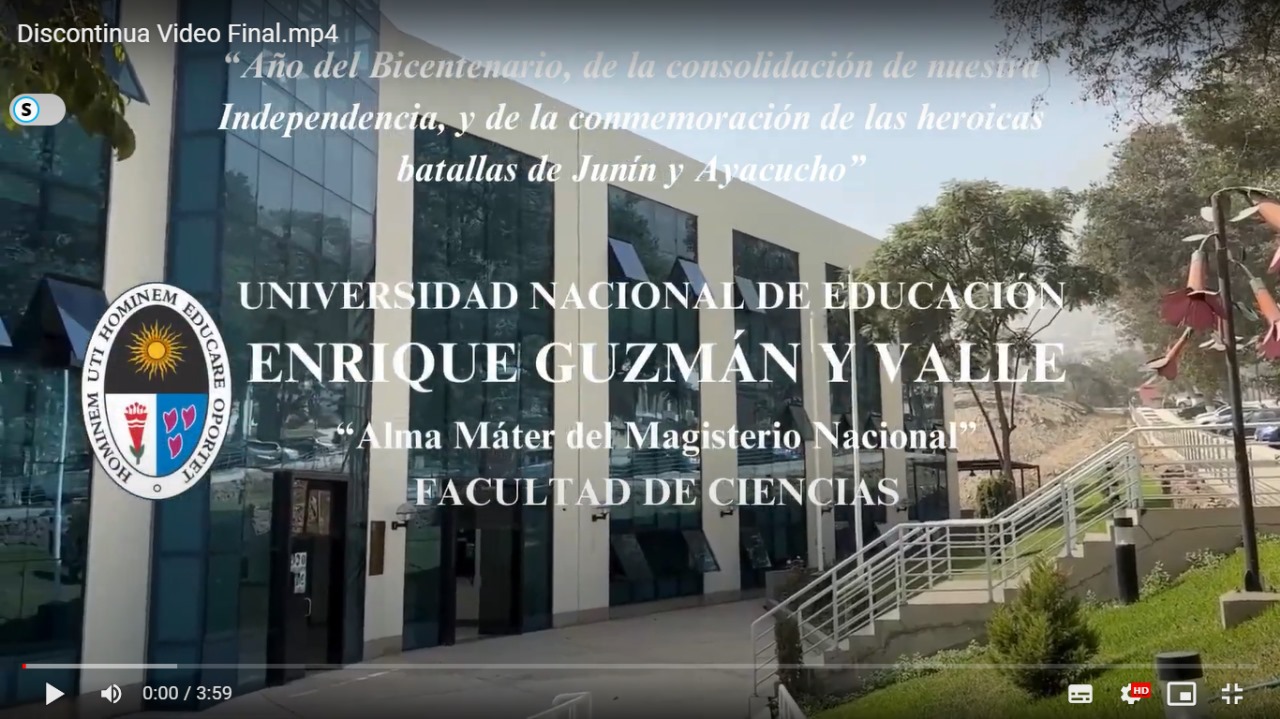 Discontinua Video Final.mp4
“Año del Bicentenario, de la consolidación de nuestra
Independencia, y de la conmemoración de las heroicas
batallas de Junín y Ayacucho”
S
HOMINEM UTI HOMINEM EDUCARE OPORTET
UNIVERSIDAD NACIONAL DE EDUCACIÓN
ENRIQUE GUZMÁN Y VALLE
“Alma Máter del Magisterio Nacional”
FACULTAD DE CIENCIAS
0:00 / 3:59
HD